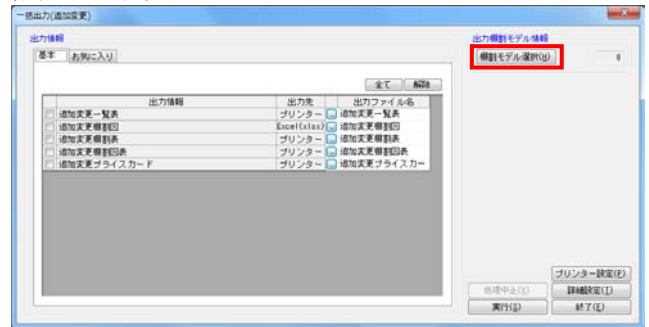 一括出力(追加変更)
出力情報
基本 お気に入り
全て 解除
出力情報 出力先 出力ファイル名
追加変更一覧表 プリンター 追加変更一覧表
追加変更棚割図 Excel(xlsx) 追加変更棚割図
追加変更棚割表 プリンター 追加変更棚割表
追加変更棚割図表 プリンター 追加変更棚割図表
追加変更プライスカード プリンター 追加変更プライスカー
出力棚割モデル情報
棚割モデル選択(H) 0
プリンター設定(P)
処理中止(X) 詳細設定(I)
実行(S) 終了(E)